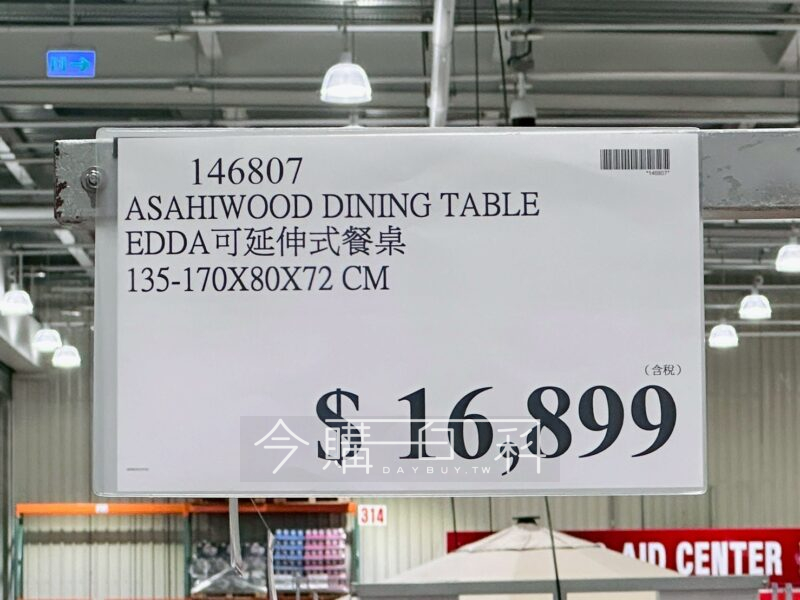 146807
*146807*
ASAHIWOOD DINING TABLE
EDDA可延伸式餐桌
135-170X80X72 CM
(含稅)
$ 16,899
今購百科
DAYBUY.TW
314
AID CENTER